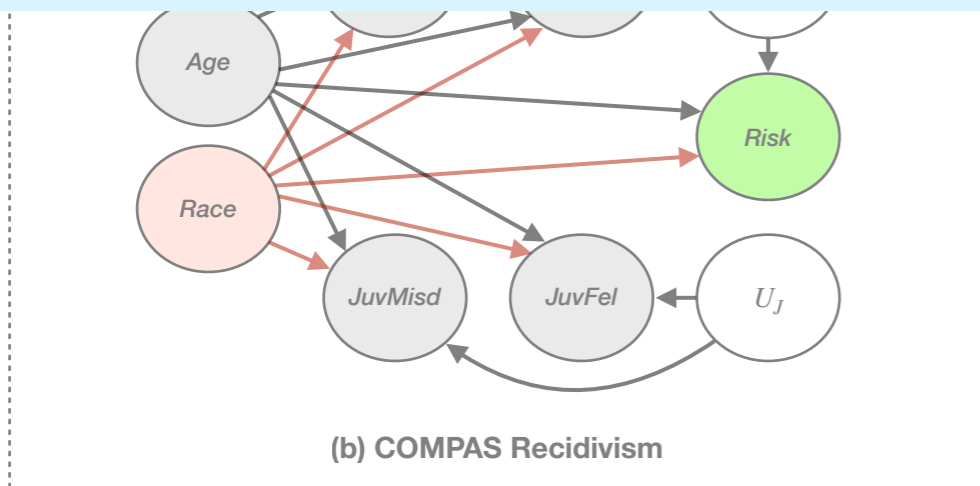 Age
Risk
Race
JuvMisd
JuvFel
U_J
(b) COMPAS Recidivism